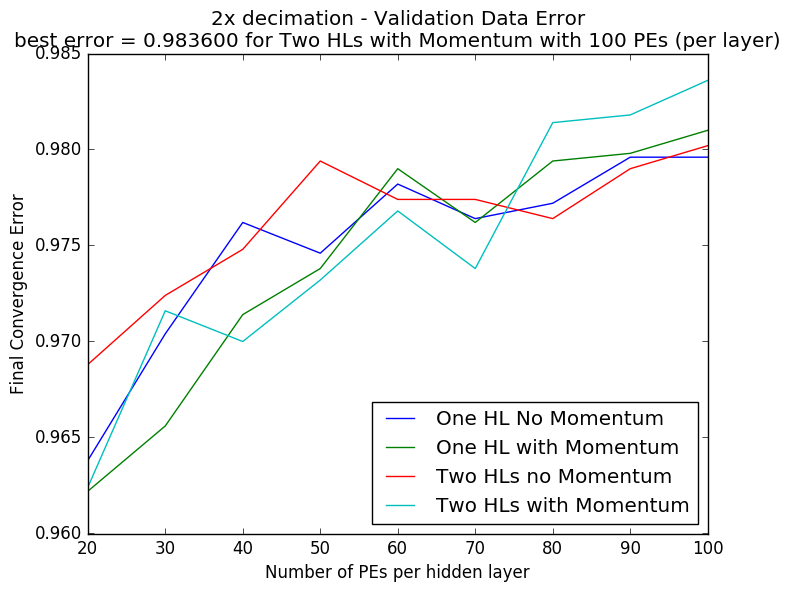 2x decimation - Validation Data Error
best error = 0.983600 for Two HLs with Momentum with 100 PEs (per layer)
0.985
0.980
0.975
0.970
0.965
0.960
Final Convergence Error
One HL No Momentum
One HL with Momentum
Two HLs no Momentum
Two HLs with Momentum
20 30 40 50 60 70 80 90 100
Number of PEs per hidden layer